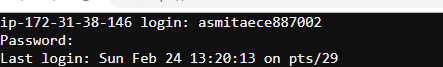 ip-172-31-38-146 login: asmitaece887002
Password:
Last login: Sun Feb 24 13:20:13 on pts/29